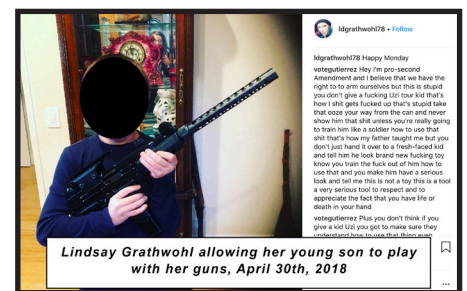 ldgrathwohl78 • Follow
ldgrathwohl78 Happy Monday
votegutierrez Hey I'm pro-second
Amendment and I believe that we have the
right to to arm ourselves but this is stupid
you don't give a fucking Uzi tour kid that's
how I shit gets fucked up that's stupid take
that ooze your way from the can and never
show him that shit unless you're really going
to train him like a soldier how to use that
shit that's how my father taught me but you
don't just hand it over to a fresh-faced kid
and tell him he look brand new fucking toy
know you train the fuck out of him how to
use that and you make him have a serious
look and tell me this is not a toy this is a tool
a very serious tool to respect and to
appreciate the fact that you have life or
death in your hand
votegutierrez Plus you don't think if you
give a kid Uzi you got to make sure they
understand how to use that thing even
Lindsay Grathwohl allowing her young son to play
with her guns, April 30th, 2018